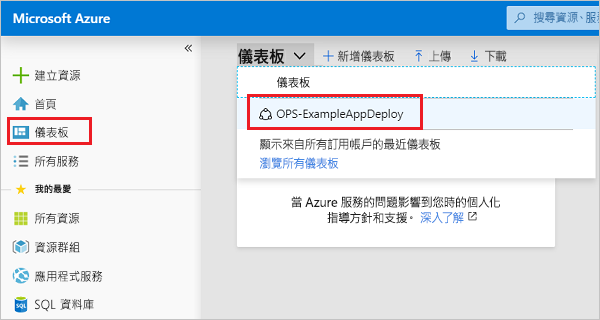 Microsoft Azure
搜尋資源、服
«
建立資源
首頁
儀表板
所有服務
我的最愛
所有資源
資源群組
應用程式服務
SQL 資料庫
儀表板
+ 新增儀表板
上傳
下載
儀表板
OPS-ExampleAppDeploy
顯示來自所有訂用帳戶的最近儀表板
瀏覽所有儀表板
當 Azure 服務的問題影響到您時的個人化
指導方針和支援。深入了解